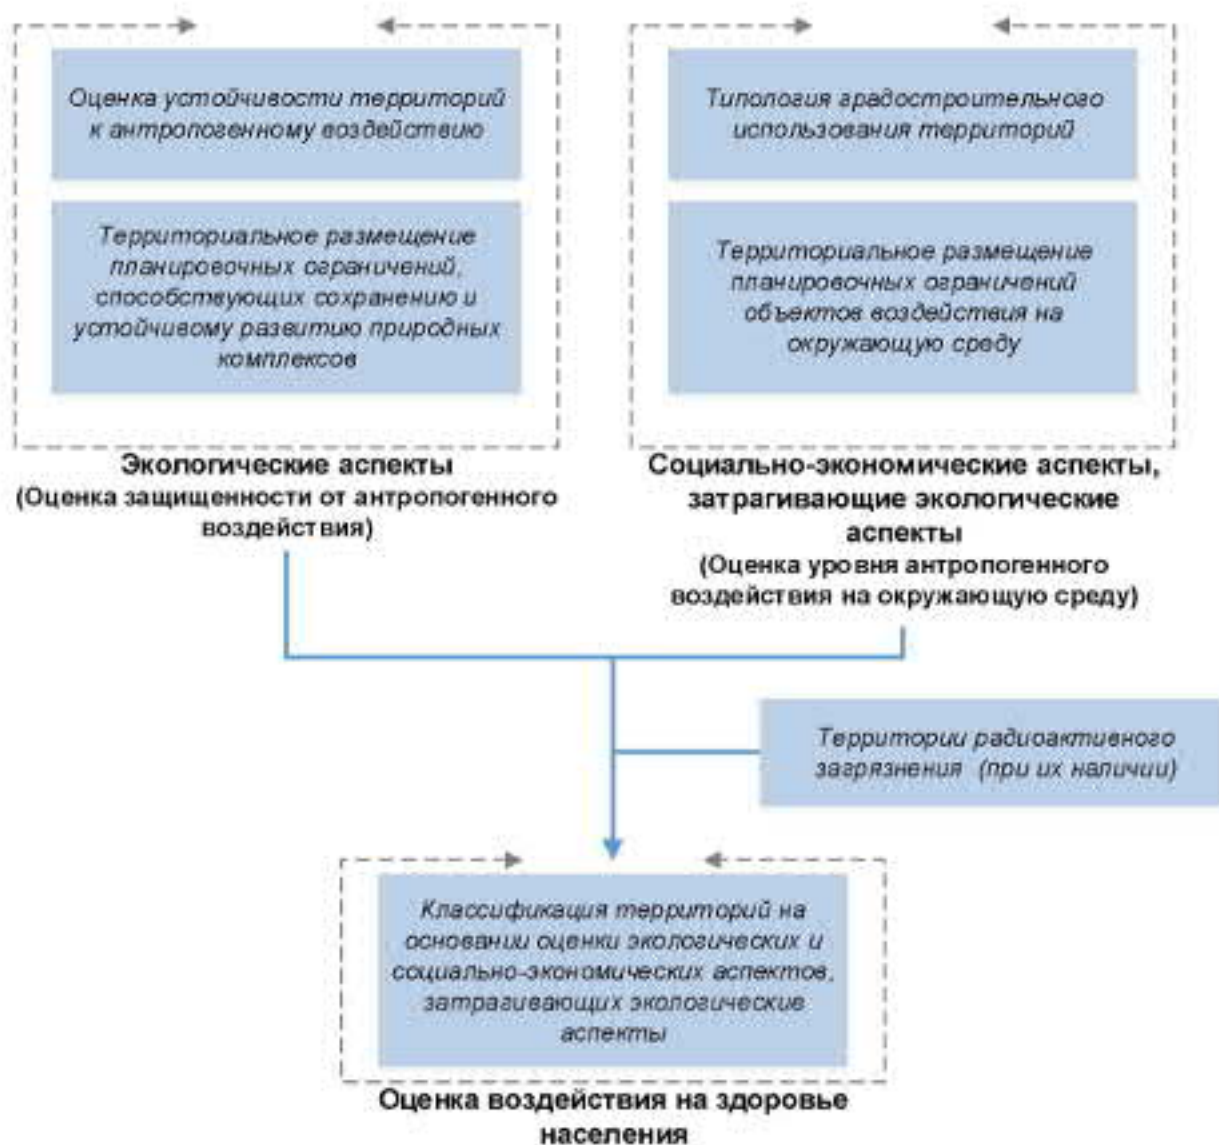 Оценка устойчивости территорий
к антропогенному воздействию
Территориальное размещение
планировочных ограничений,
способствующих сохранению и
устойчивому развитию природных
комплексов
Экологические аспекты
(Оценка защищенности от антропогенного
воздействия)
Типология градостроительного
использования территорий
Территориальное размещение
планировочных ограничений
объектов воздействия на
окружающую среду
Социально-экономические аспекты,
затрагивающие экологические
аспекты
(Оценка уровня антропогенного
воздействия на окружающую среду)
Территории радиоактивного
загрязнения (при их наличии)
Классификация территорий на
основании оценки экологических и
социально-экономических аспектов,
затрагивающих экологические
аспекты
Оценка воздействия на здоровье
населения